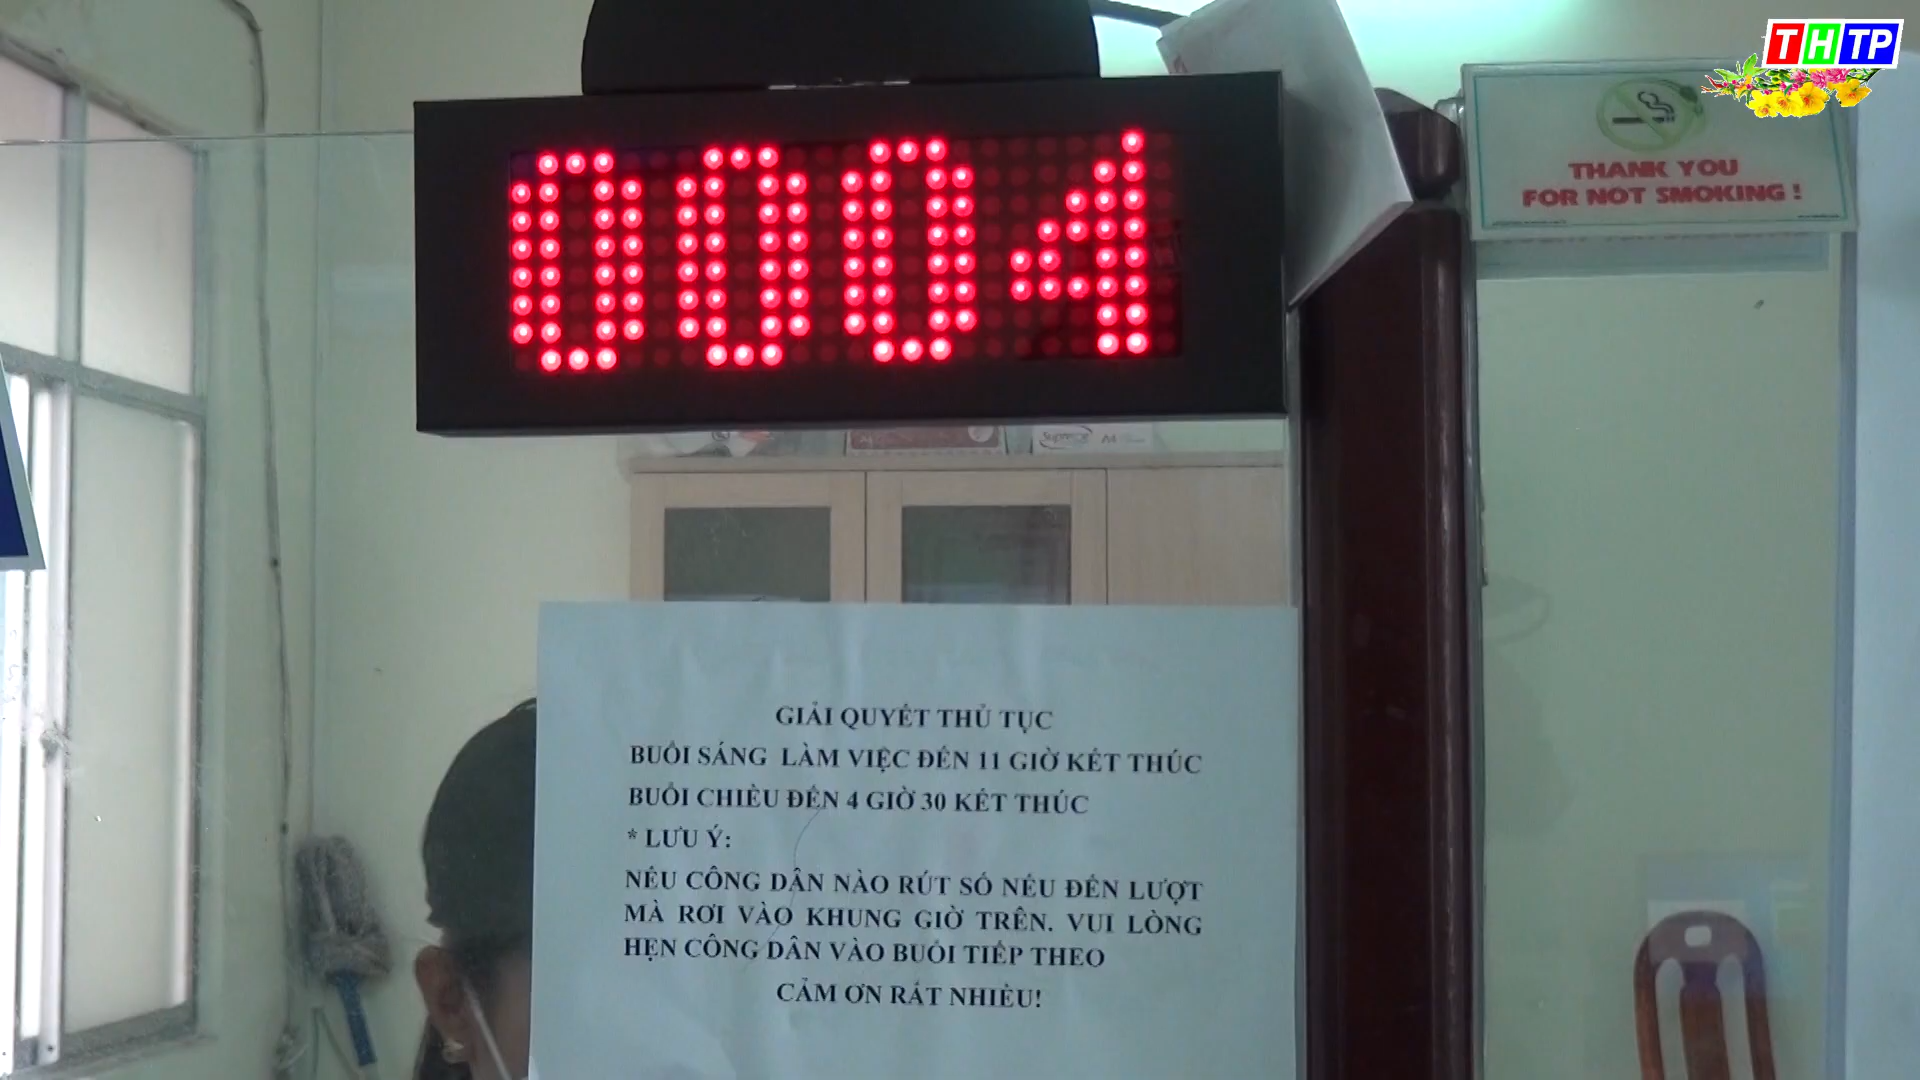 THTP
0004
THANK YOU
FOR NOT SMOKING !
Supreme A4
GIẢI QUYẾT THỦ TỤC
BUỔI SÁNG LÀM VIỆC ĐẾN 11 GIỜ KẾT THÚC
BUỔI CHIỀU ĐẾN 4 GIỜ 30 KẾT THÚC
* LƯU Ý:
NẾU CÔNG DÂN NÀO RÚT SỐ NẾU ĐẾN LƯỢT
MÀ RƠI VÀO KHUNG GIỜ TRÊN. VUI LÒNG
HẸN CÔNG DÂN VÀO BUỔI TIẾP THEO
CẢM ƠN RẤT NHIỀU!